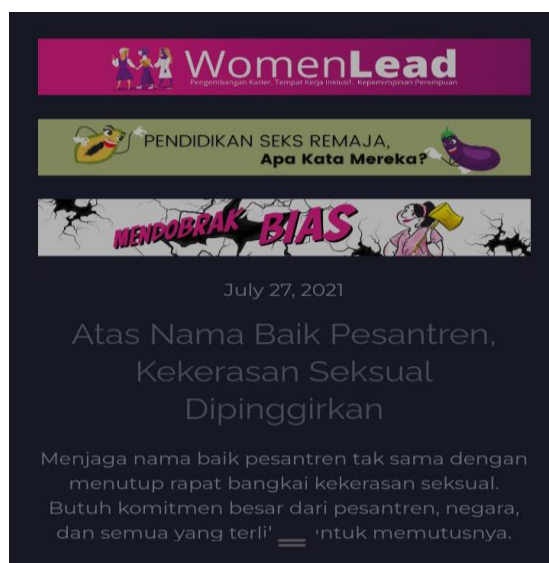 WomenLead
Pengembangan Karier. Tempat Kerja Inklusif. Kepemimpinan Perempuan
PENDIDIKAN SEKS REMAJA,
Apa Kata Mereka?
MENDOBRAK BIAS
July 27, 2021
Atas Nama Baik Pesantren,
Kekerasan Seksual
Dipinggirkan
Menjaga nama baik pesantren tak sama dengan
menutup rapat bangkai kekerasan seksual.
Butuh komitmen besar dari pesantren, negara,
dan semua yang memutusnya.